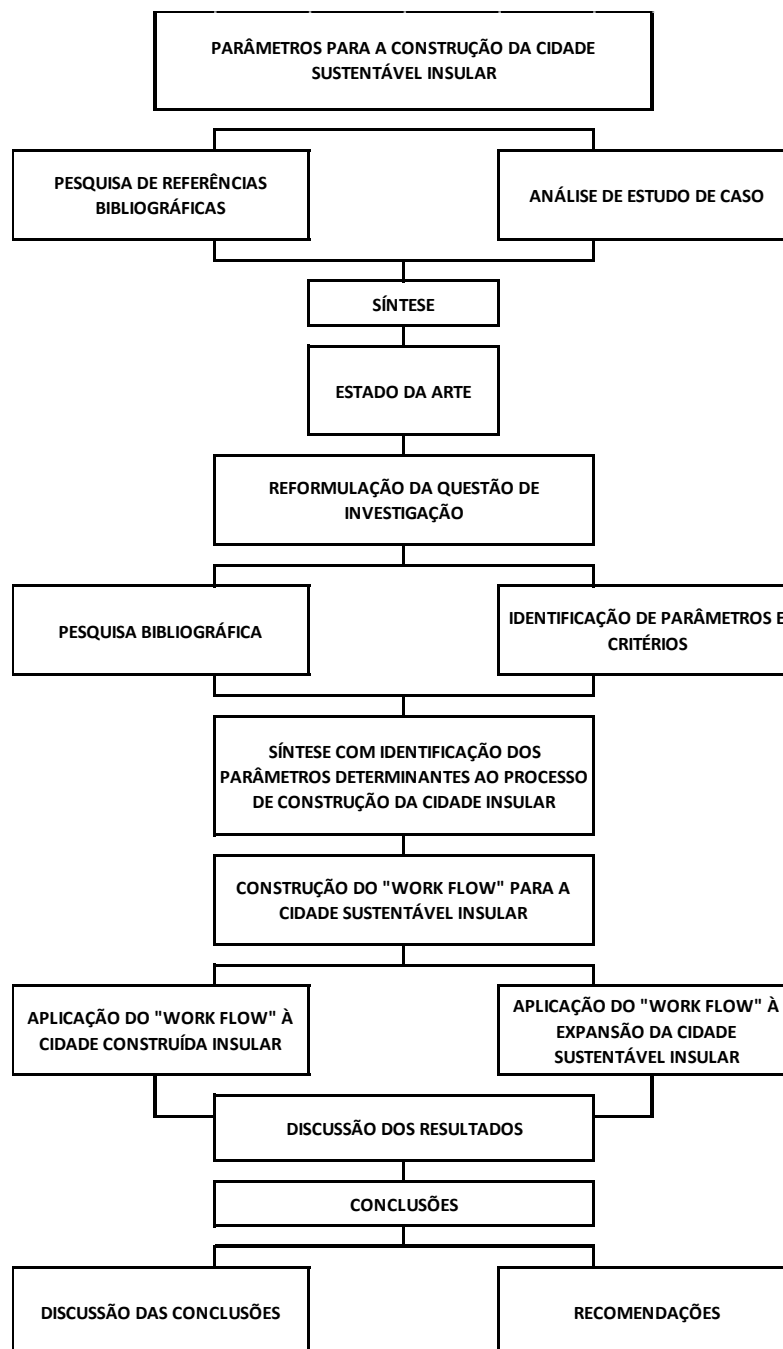 PARÂMETROS PARA A CONSTRUÇÃO DA CIDADE
SUSTENTÁVEL INSULAR
PESQUISA DE REFERÊNCIAS
BIBLIOGRÁFICAS
ANÁLISE DE ESTUDO DE CASO
SÍNTESE
ESTADO DA ARTE
REFORMULAÇÃO DA QUESTÃO DE
INVESTIGAÇÃO
PESQUISA BIBLIOGRÁFICA
IDENTIFICAÇÃO DE PARÂMETROS E
CRITÉRIOS
SÍNTESE COM IDENTIFICAÇÃO DOS
PARÂMETROS DETERMINANTES AO PROCESSO
DE CONSTRUÇÃO DA CIDADE INSULAR
CONSTRUÇÃO DO "WORK FLOW" PARA A
CIDADE SUSTENTÁVEL INSULAR
APLICAÇÃO DO "WORK FLOW" À
CIDADE CONSTRUÍDA INSULAR
APLICAÇÃO DO "WORK FLOW" À
EXPANSÃO DA CIDADE
SUSTENTÁVEL INSULAR
DISCUSSÃO DOS RESULTADOS
CONCLUSÕES
DISCUSSÃO DAS CONCLUSÕES
RECOMENDAÇÕES